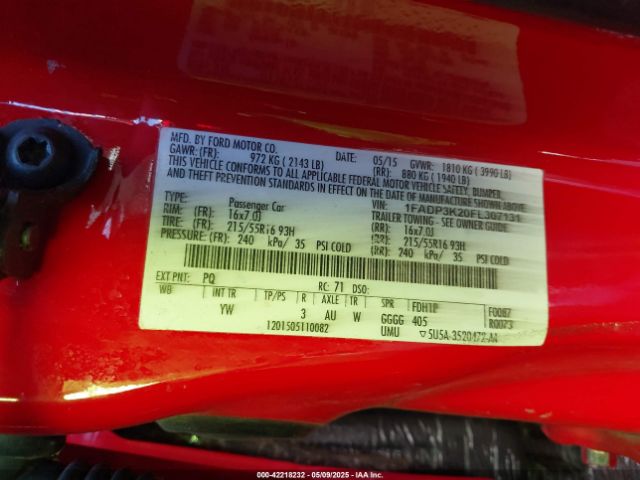 MFD. BY FORD MOTOR CO.
DATE: 05/15 GVWR: 1810 KG ( 3990 LB)
GAWR: (FR): 972 KG ( 2143 LB) (RR): 880 KG ( 1940 LB)
THIS VEHICLE CONFORMS TO ALL APPLICABLE FEDERAL MOTOR VEHICLE SAFETY, BUMPER,
AND THEFT PREVENTION STANDARDS IN EFFECT ON THE DATE OF MANUFACTURE SHOWN ABOVE.
VIN: 1FADP3K20FL307131
TYPE: Passenger Car TRAILER TOWING - SEE OWNER GUIDE
RIM: (FR): 16x7.0J (RR): 16x7.0J
TIRE: (FR): 215/55R16 93H (RR): 215/55R16 93H
PRESSURE: (FR): 240 kPa/ 35 PSI COLD (RR): 240 kPa/ 35 PSI COLD
EXT PNT: PQ RC: 71 DSO:
WB INT TR TP/PS R AXLE TR SPR FDH1P F0087
YW 3 AU W GGGG 405 R0073
1201505110082 UMU ▽5U5A-3520472-AA
000-42218232 - 05/09/2025 - IAA Inc.